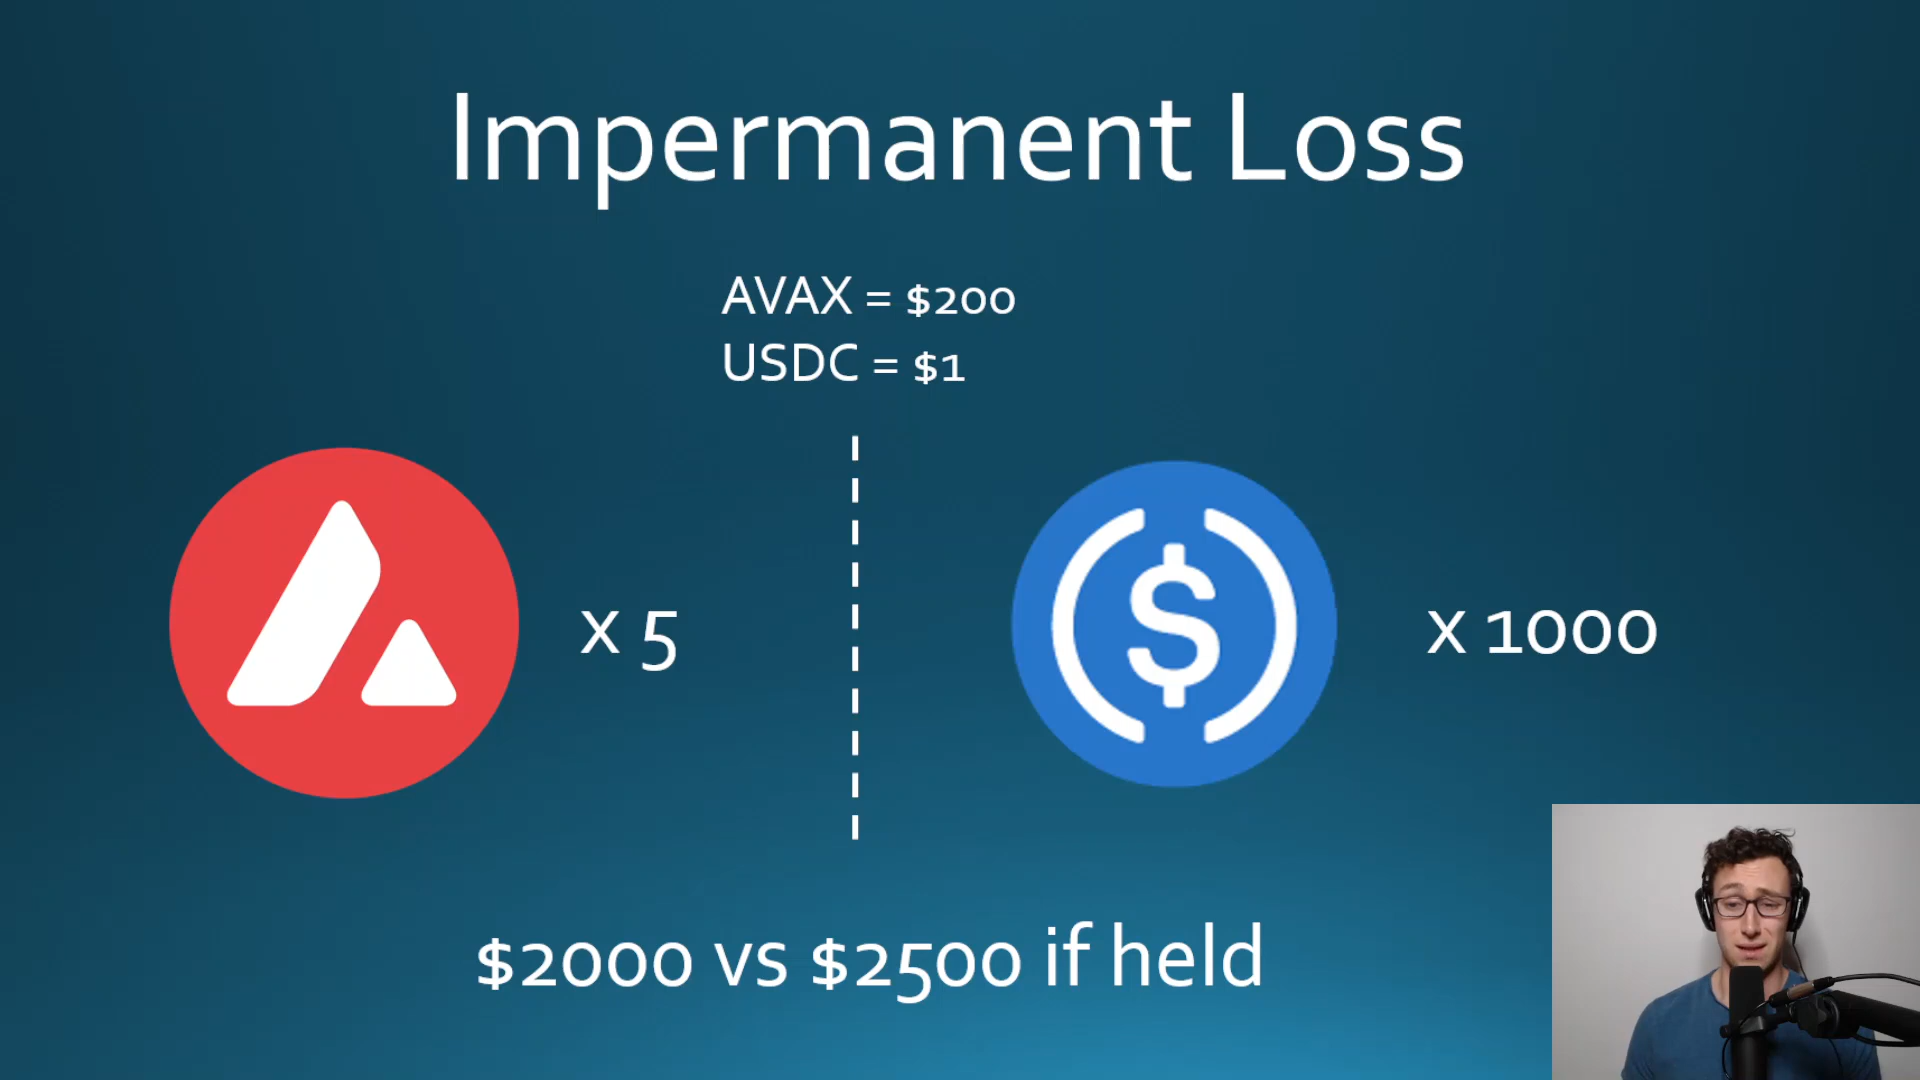 Impermanent Loss
AVAX = $200
USDC = $1
x 5
x 1000
$2000 vs $2500 if held